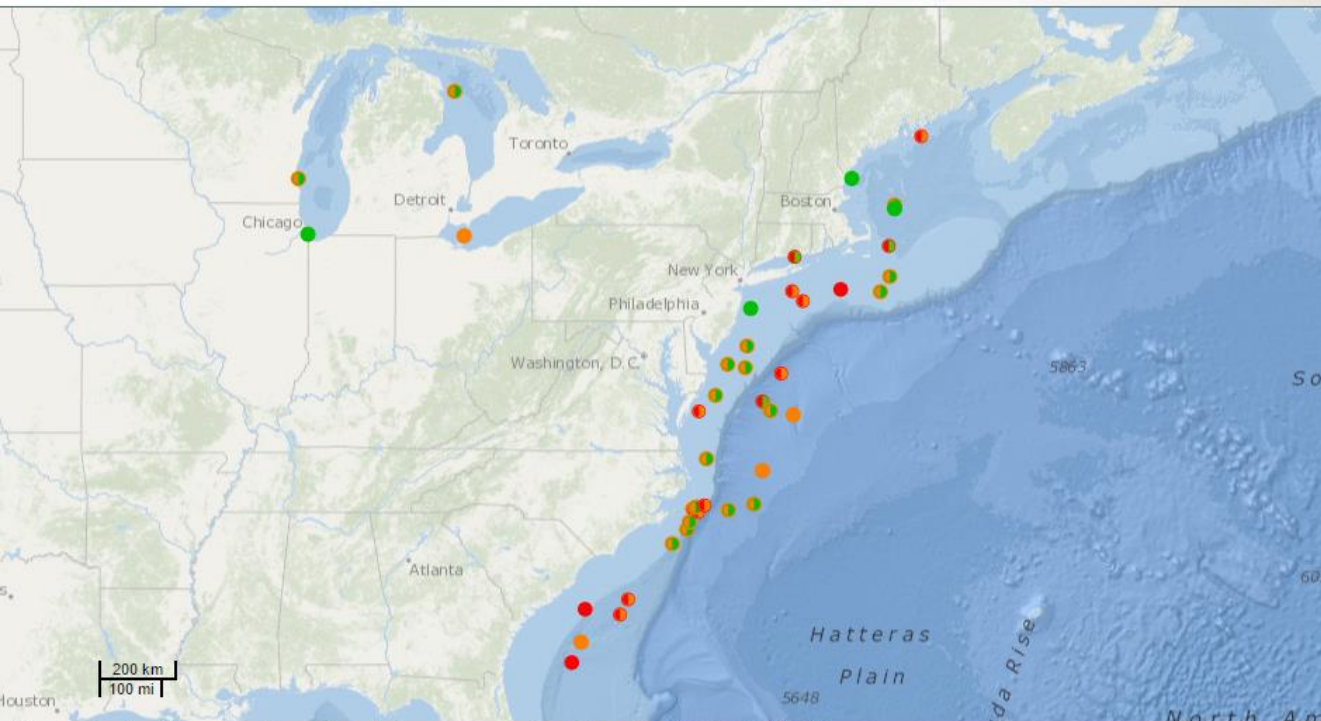 Toronto
Detroit
Boston
Chicago
New York
Philadelphia
Washington, D.C.
5863
So
Atlanta
60
s.
Hatteras
Plain
da Rise
200 km
100 mi
Houston
5648
North Am